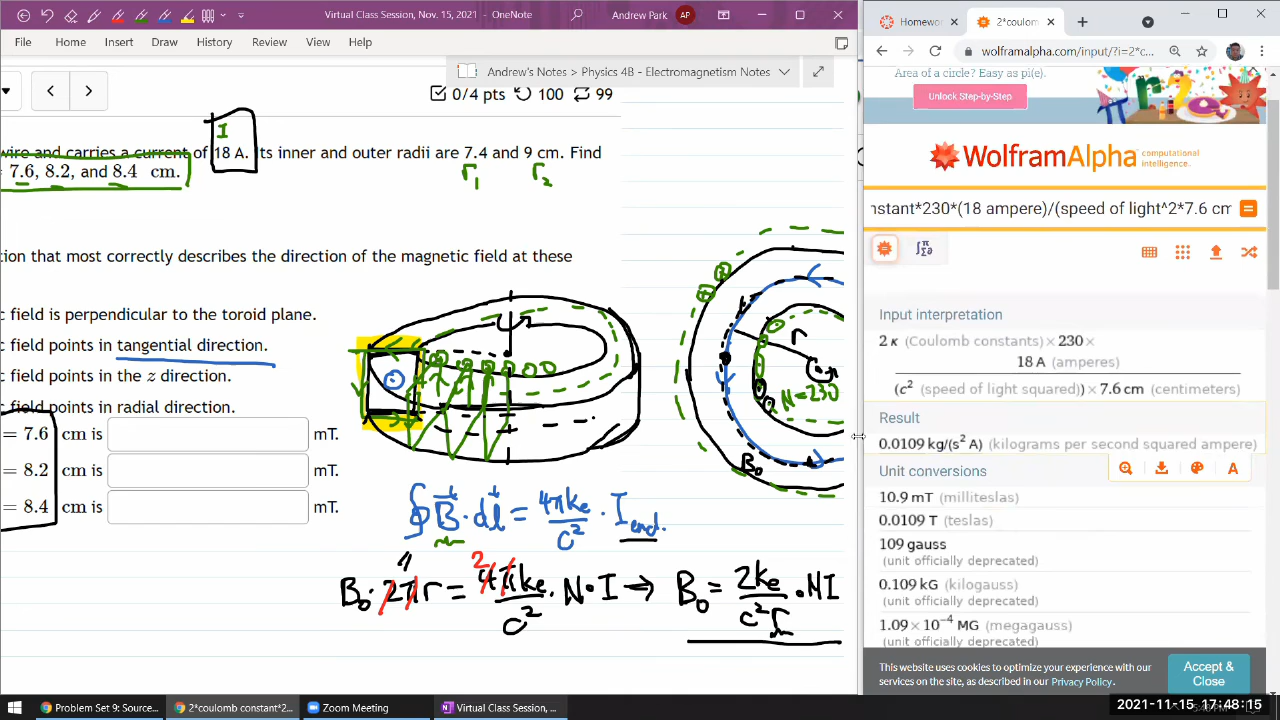 Virtual Class Session, Nov. 15, 2021 - OneNote
Andrew Park
AP
File
Home
Insert
Draw
History
Review
View
Help
Andrew's Notes > Physics 4B - Electromagnetism Notes
0/4 pts
100
99
I
wire and carries a current of 18 A. Its inner and outer radii are 7.4 and 9 cm. Find
= 7.6, 8.2, and 8.4 cm.
r₁
r₂
tion that most correctly describes the direction of the magnetic field at these
c field is perpendicular to the toroid plane.
c field points in tangential direction.
c field points in the z direction.
c field points in radial direction.
= 7.6 cm is
mT.
= 8.2 cm is
mT.
= 8.4 cm is
mT.
r
N=230
B₀
∮ B⃗ · dl⃗ = 4πkₑ/c² · I encl.
B₀ · 2πr = 4πkₑ/c² · N·I → B₀ = 2kₑ/c²r · NI
1
2
Homew
2*coulom
wolframalpha.com/input/?i=2*c...
Area of a circle? Easy as pi(e).
Unlock Step-by-Step
WolframAlpha computational intelligence.
nstant*230*(18 ampere)/(speed of light^2*7.6 cm
Input interpretation
2 κ (Coulomb constants) × 230 ×
18 A (amperes)
(c² (speed of light squared)) × 7.6 cm (centimeters)
Result
0.0109 kg/(s² A) (kilograms per second squared ampere)
Unit conversions
A
10.9 mT (milliteslas)
0.0109 T (teslas)
109 gauss
(unit officially deprecated)
0.109 kG (kilogauss)
(unit officially deprecated)
1.09 × 10⁻⁴ MG (megagauss)
(unit officially deprecated)
This website uses cookies to optimize your experience with our
services on the site, as described in our Privacy Policy.
Accept &
Close
Problem Set 9: Source...
2*coulomb constant*2...
Zoom Meeting
Virtual Class Session, ...
2021-11-15 17:48:15